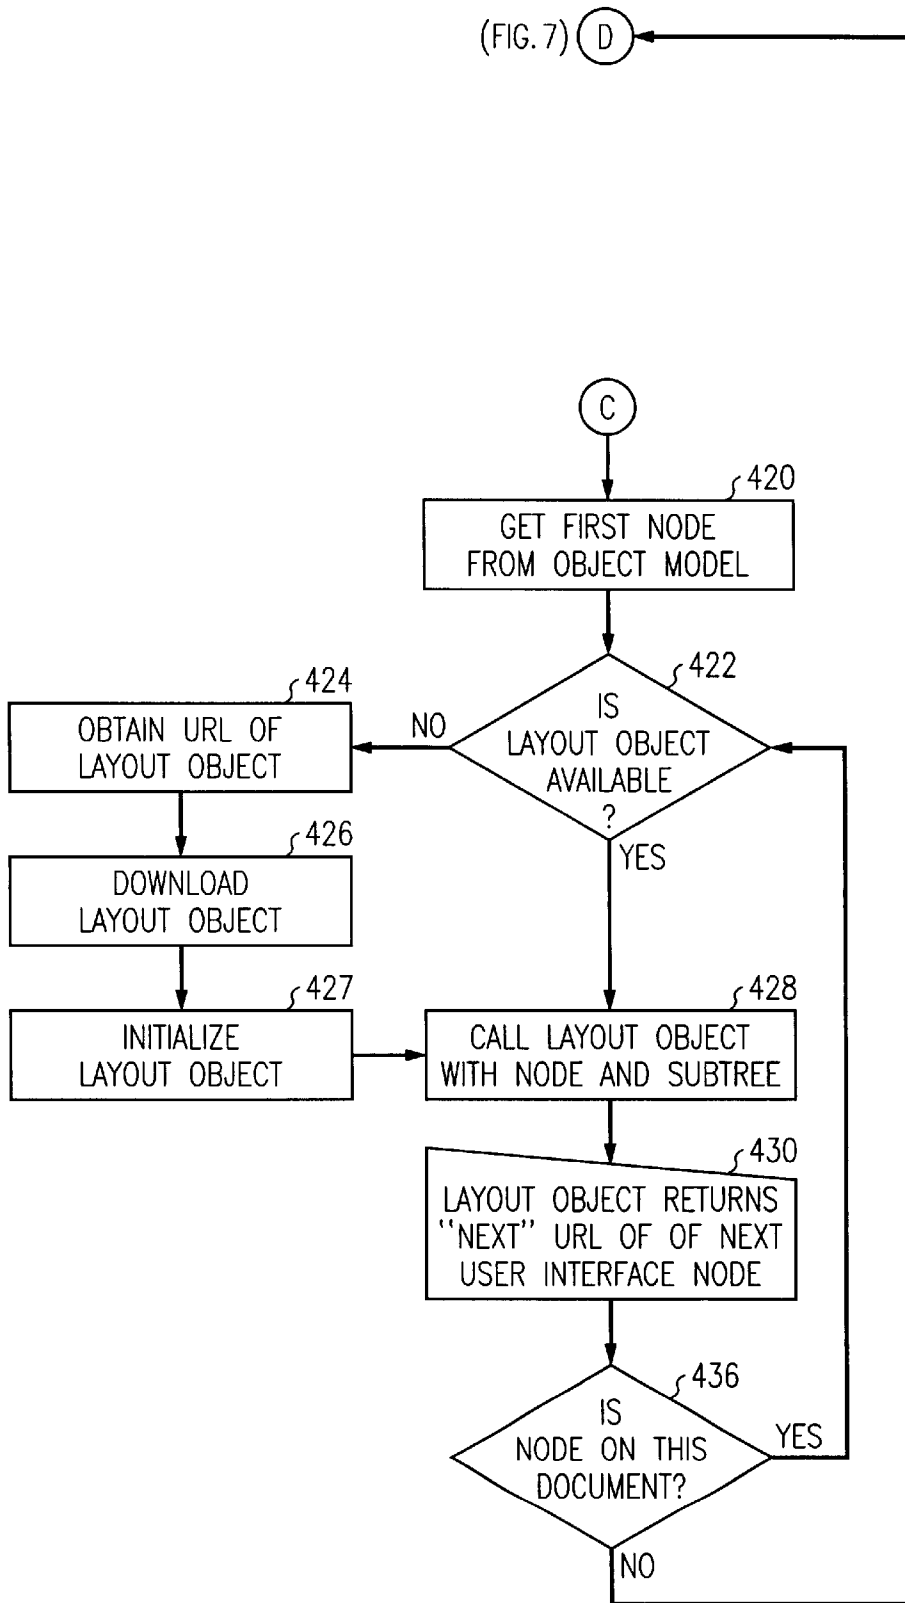 (FIG. 7) D
C
420
GET FIRST NODE
FROM OBJECT MODEL
422
IS
LAYOUT OBJECT
AVAILABLE
?
NO
YES
424
OBTAIN URL OF
LAYOUT OBJECT
426
DOWNLOAD
LAYOUT OBJECT
427
INITIALIZE
LAYOUT OBJECT
428
CALL LAYOUT OBJECT
WITH NODE AND SUBTREE
430
LAYOUT OBJECT RETURNS
"NEXT" URL OF OF NEXT
USER INTERFACE NODE
436
IS
NODE ON THIS
DOCUMENT?
YES
NO